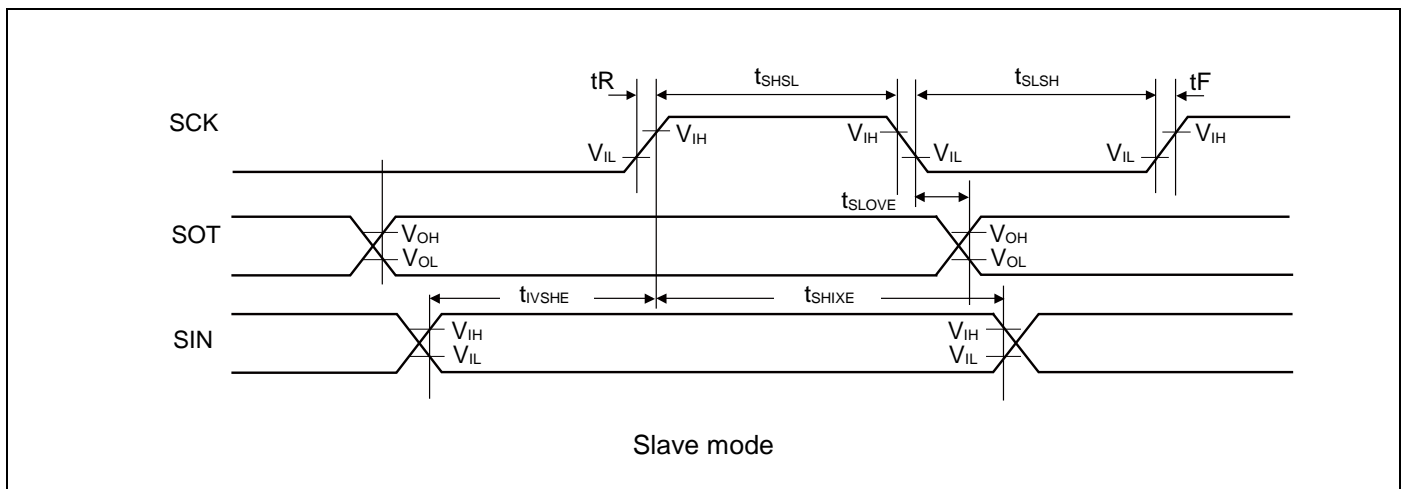 tR tSHSL tSLSH tF
SCK
VIH VIH VIH
VIL VIL VIL
tSLOVE
SOT
VOH VOH
VOL VOL
tIVSHE tSHIXE
SIN
VIH VIH
VIL VIL
Slave mode